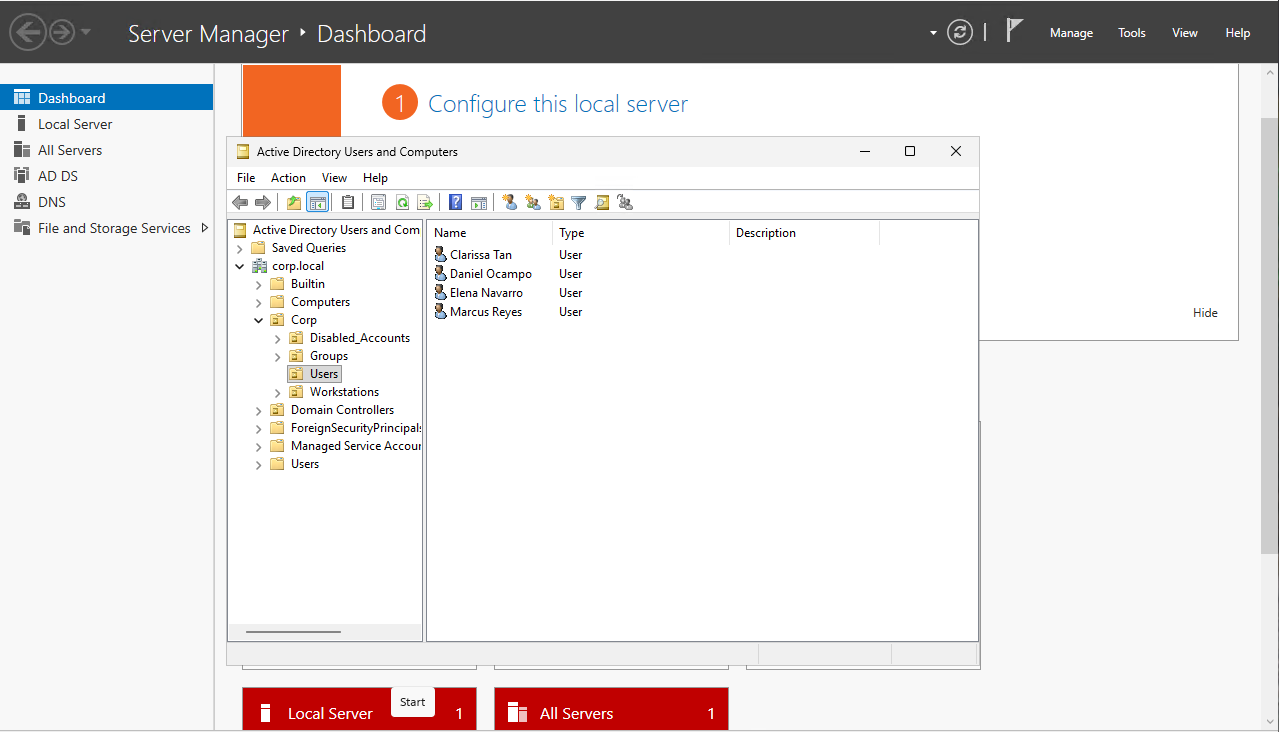 Server Manager ‣ Dashboard
Manage Tools View Help
Dashboard
Local Server
All Servers
AD DS
DNS
File and Storage Services
1 Configure this local server
Hide
Active Directory Users and Computers
File Action View Help
Active Directory Users and Com
Saved Queries
corp.local
Builtin
Computers
Corp
Disabled_Accounts
Groups
Users
Workstations
Domain Controllers
ForeignSecurityPrincipals
Managed Service Accour
Users
Name Type Description
Clarissa Tan User
Daniel Ocampo User
Elena Navarro User
Marcus Reyes User
Local Server 1
Start
All Servers 1